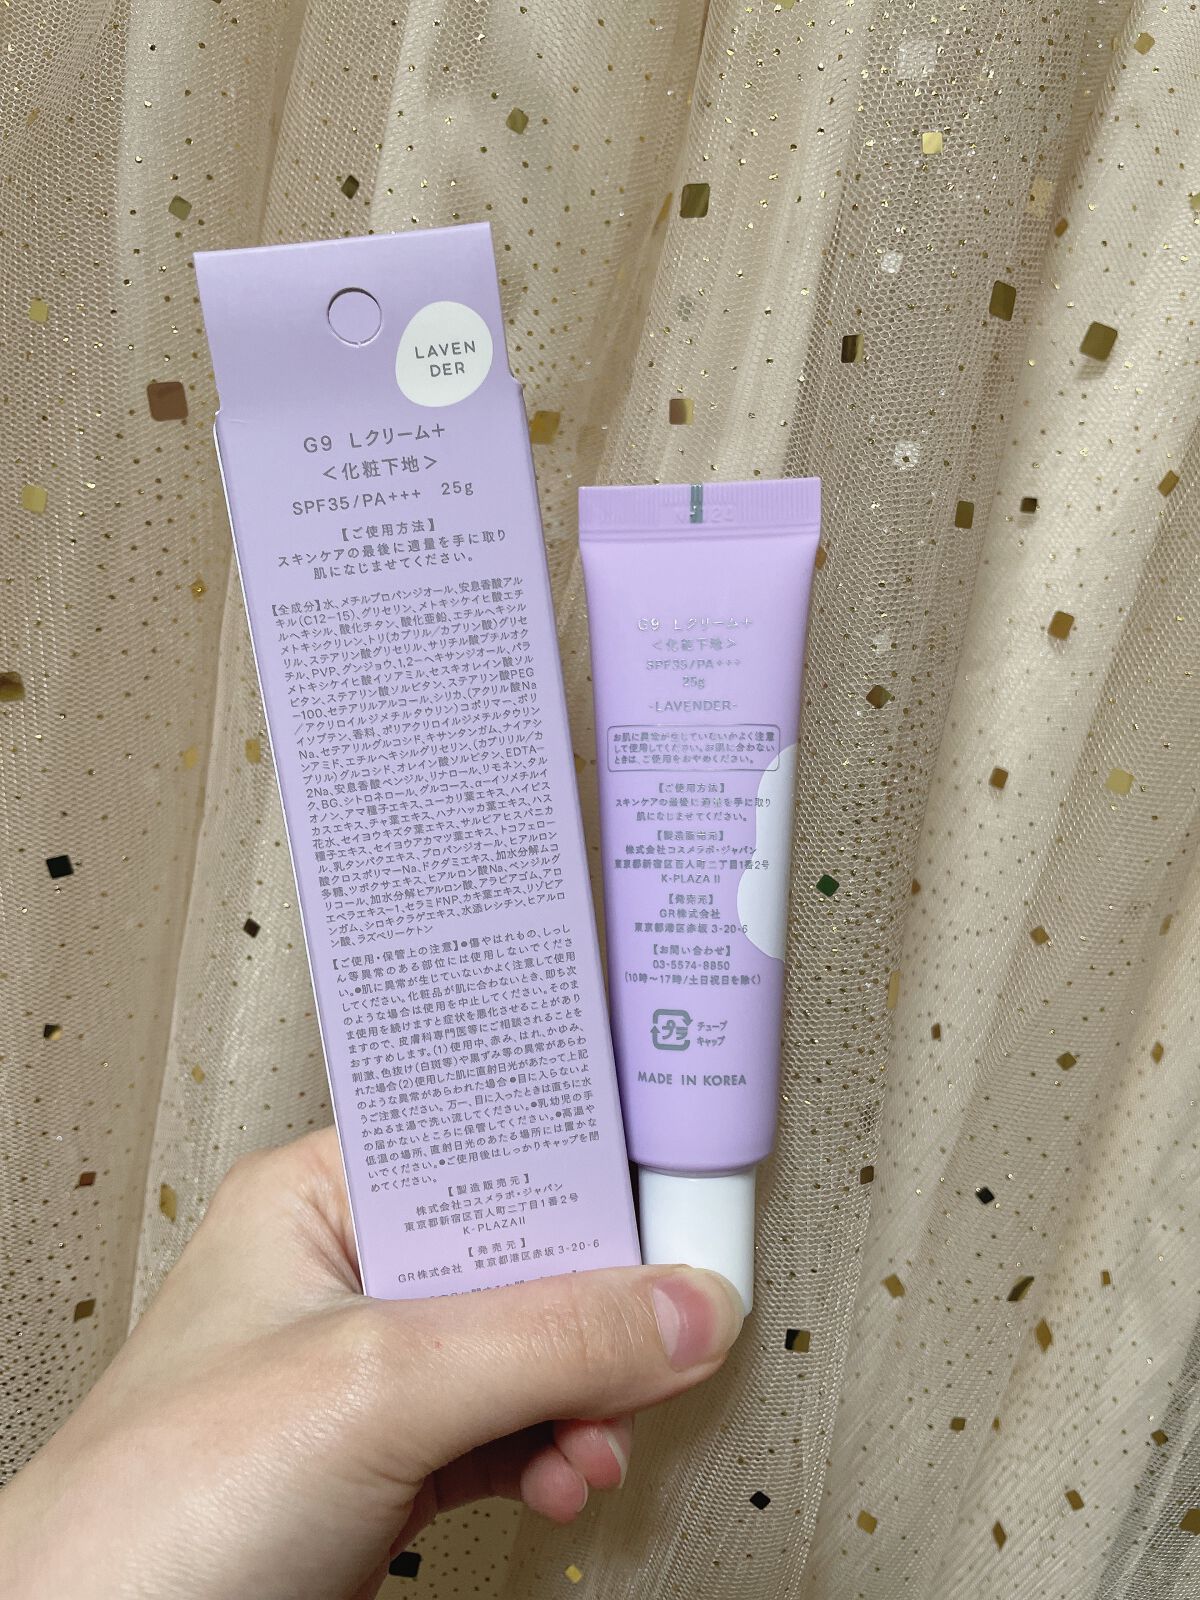 LAVEN
DER
G9 Lクリーム＋
＜化粧下地＞
SPF35/PA+++ 25g
【ご使用方法】
スキンケアの最後に適量を手に取り
肌になじませてください。
【全成分】水、メチルプロパンジオール、安息香酸アル
キル(C12-15)、グリセリン、メトキシケイヒ酸エチ
ルヘキシル、酸化チタン、酸化亜鉛、エチルヘキシル
メトキシクリレン、トリ(カプリル/カプリン酸)グリセ
リル、ステアリン酸グリセリル、サリチル酸ブチルオク
チル、PVP、グンジョウ、1,2-ヘキサンジオール、パラ
メトキシケイヒ酸イソアミル、セスキオレイン酸ソル
ビタン、ステアリン酸ソルビタン、ステアリン酸PEG
-100、セテアリルアルコール、シリカ、(アクリル酸Na
/アクリロイルジメチルタウリン)コポリマー、ポリ
イソブテン、香料、ポリアクリロイルジメチルタウリン
Na、セテアリルグルコシド、キサンタンガム、ナイアシ
ンアミド、エチルヘキシルグリセリン、(カプリリル/カ
プリル)グルコシド、オレイン酸ソルビタン、EDTA-
2Na、安息香酸ベンジル、リナロール、リモネン、タル
ク、BG、シトロネロール、グルコース、α-イソメチルイ
オノン、アマ種子エキス、ユーカリ葉エキス、ハイビス
カスエキス、チャ葉エキス、ハナハッカ葉エキス、ハス
花水、セイヨウキズタ葉エキス、サルビアヒスパニカ
種子エキス、セイヨウアカマツ葉エキス、トコフェロー
ル、乳タンパクエキス、プロパンジオール、ヒアルロン
酸クロスポリマーNa、ドクダミエキス、加水分解ムコ
多糖、ツボクサエキス、ヒアルロン酸Na、ベンジルグ
リコール、加水分解ヒアルロン酸、アラビアゴム、アロ
エベラエキス-1、セラミドNP、カキ葉エキス、リゾビア
ンガム、シロキクラゲエキス、水添レシチン、ヒアルロ
ン酸、ラズベリーケトン
【ご使用・保管上の注意】●傷やはれもの、しっし
ん等異常のある部位には使用しないでくださ
い。●肌に異常が生じていないかよく注意して使用
してください。化粧品が肌に合わないとき、即ち次
のような場合は使用を中止してください。そのま
ま使用を続けますと症状を悪化させることがあり
ますので、皮膚科専門医等にご相談されることを
おすすめします。(1)使用中、赤み、はれ、かゆみ、
刺激、色抜け(白斑等)や黒ずみ等の異常があらわ
れた場合(2)使用した肌に直射日光があたって上記
のような異常があらわれた場合●目に入らないよ
うご注意ください。万一、目に入ったときは直ちに水
かぬるま湯で洗い流してください。●乳幼児の手
の届かないところに保管してください。●高温や
低温の場所、直射日光のあたる場所には置かな
いでください。●ご使用後はしっかりキャップを閉
めてください。
【製造販売元】
株式会社コスメラボ・ジャパン
東京都新宿区百人町二丁目1番2号
K-PLAZAII
【発売元】
GR株式会社 東京都港区赤坂 3-20-6
G9 Lクリーム＋
＜化粧下地＞
SPF35/PA+++
25g
-LAVENDER-
お肌に異常が生じていないかよく注意
して使用してください。お肌に合わない
ときは、ご使用をおやめください。
【ご使用方法】
スキンケアの最後に適量を手に取り
肌になじませてください。
【製造販売元】
株式会社コスメラボ・ジャパン
東京都新宿区百人町二丁目1番2号
K-PLAZA II
【発売元】
GR株式会社
東京都港区赤坂 3-20-6
【お問い合わせ】
03-5574-8850
(10時〜17時/土日祝日を除く)
プラ
チューブ
キャップ
MADE IN KOREA